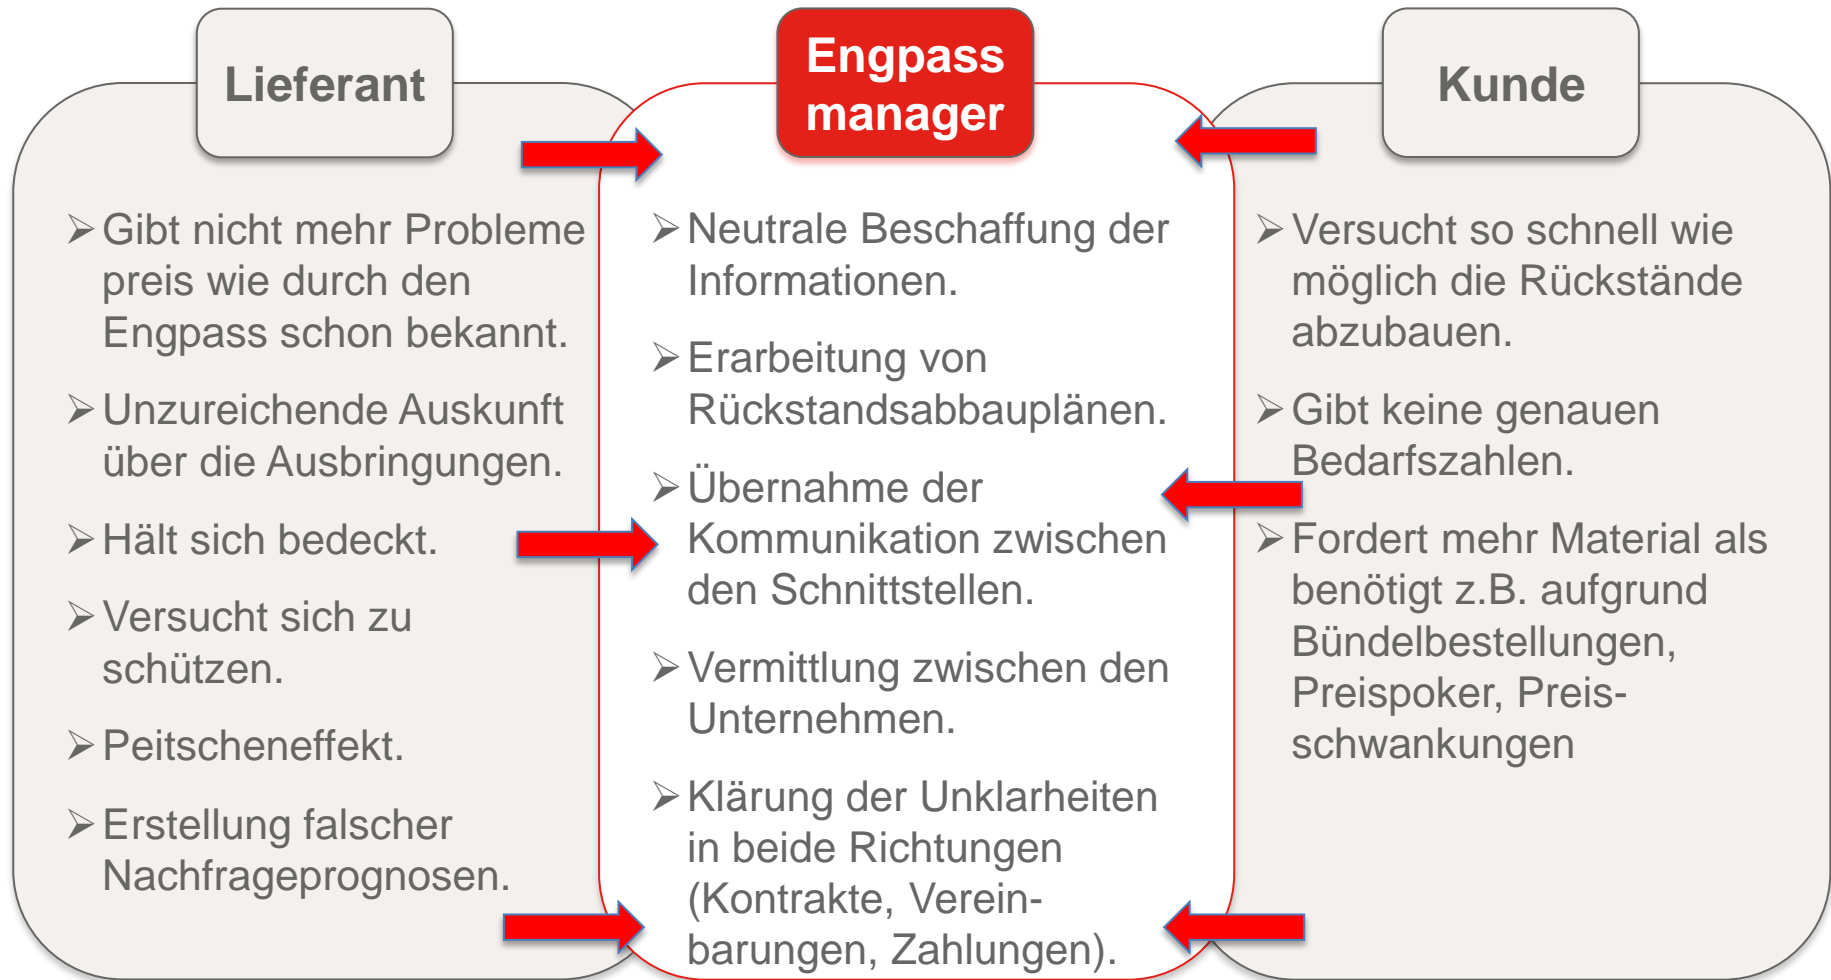 Lieferant
➢ Gibt nicht mehr Probleme
preis wie durch den
Engpass schon bekannt.
➢ Unzureichende Auskunft
über die Ausbringungen.
➢ Hält sich bedeckt.
➢ Versucht sich zu
schützen.
➢ Peitscheneffekt.
➢ Erstellung falscher
Nachfrageprognosen.
Engpass
manager
➢ Neutrale Beschaffung der
Informationen.
➢ Erarbeitung von
Rückstandsabbauplänen.
➢ Übernahme der
Kommunikation zwischen
den Schnittstellen.
➢ Vermittlung zwischen den
Unternehmen.
➢ Klärung der Unklarheiten
in beide Richtungen
(Kontrakte, Verein-
barungen, Zahlungen).
Kunde
➢ Versucht so schnell wie
möglich die Rückstände
abzubauen.
➢ Gibt keine genauen
Bedarfszahlen.
➢ Fordert mehr Material als
benötigt z.B. aufgrund
Bündelbestellungen,
Preispoker, Preis-
schwankungen